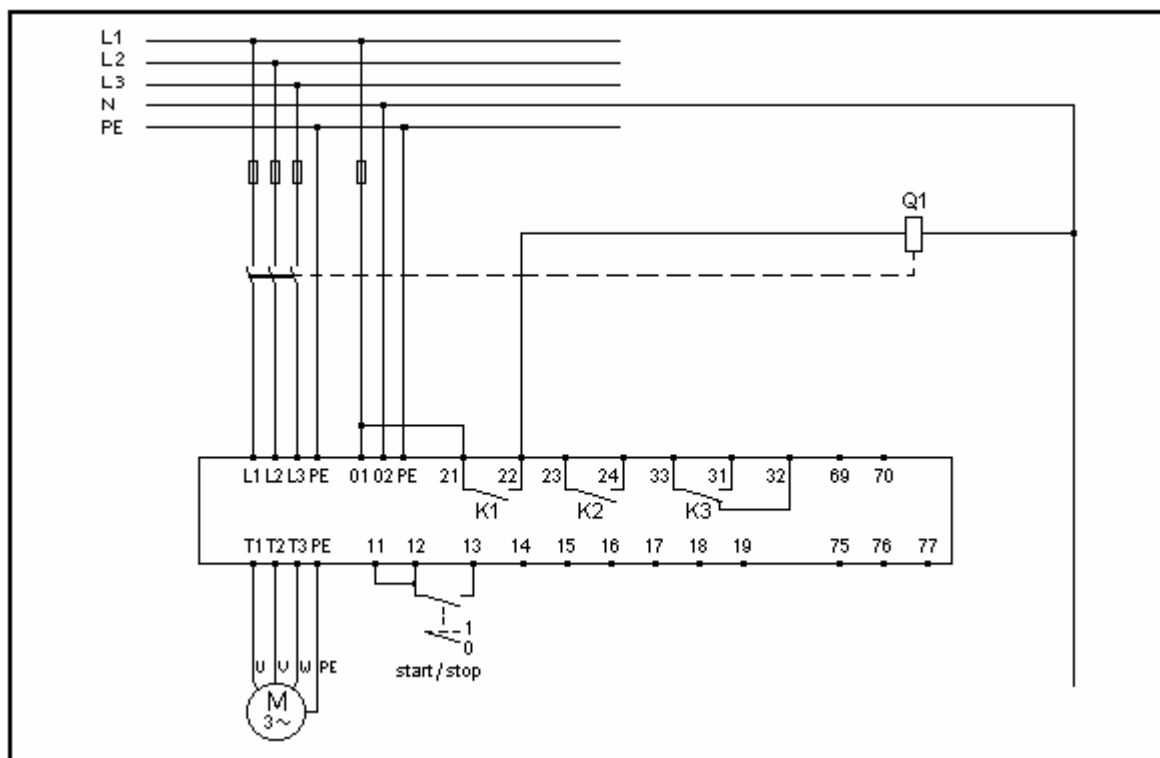 L1
L2
L3
N
PE
Q1
L1 L2 L3 PE 01 02 PE 21 22 23 24 33 31 32 69 70
K1 K2 K3
T1 T2 T3 PE 11 12 13 14 15 16 17 18 19 75 76 77
1
0
start/stop
U V W PE
M
3~